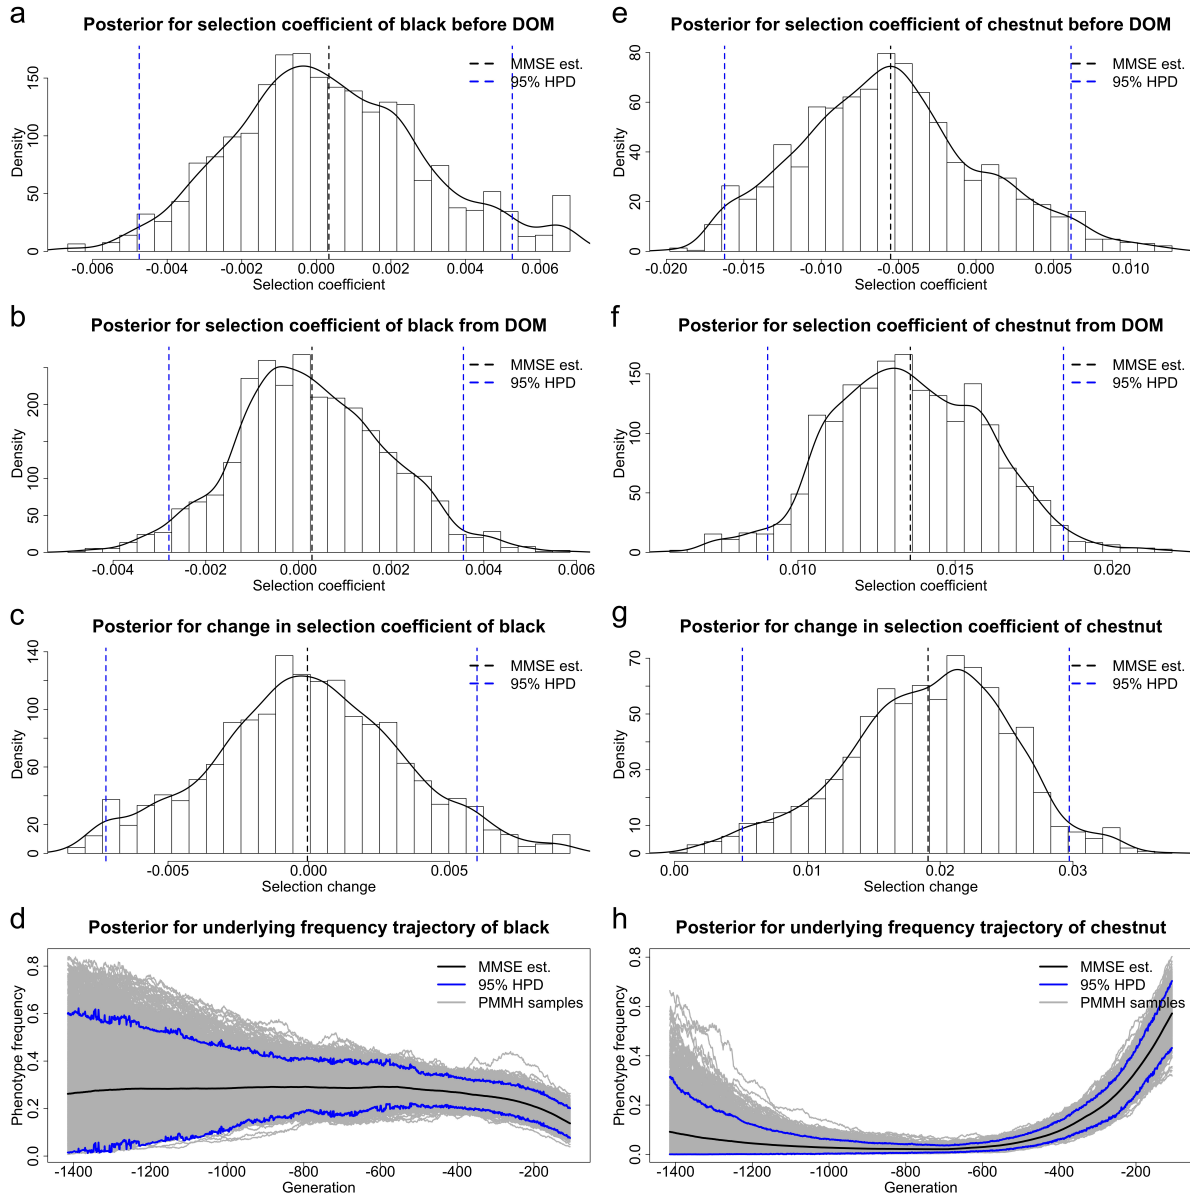 a
Posterior for selection coefficient of black before DOM
Density
0 50 100 150
MMSE est.
95% HPD
-0.006 -0.004 -0.002 0.000 0.002 0.004 0.006
Selection coefficient
b
Posterior for selection coefficient of black from DOM
Density
0 50 100 200
MMSE est.
95% HPD
-0.004 -0.002 0.000 0.002 0.004 0.006
Selection coefficient
c
Posterior for change in selection coefficient of black
Density
0 20 60 100 140
MMSE est.
95% HPD
-0.005 0.000 0.005
Selection change
d
Posterior for underlying frequency trajectory of black
Phenotype frequency
0.0 0.2 0.4 0.6 0.8
MMSE est.
95% HPD
PMMH samples
-1400 -1200 -1000 -800 -600 -400 -200
Generation
e
Posterior for selection coefficient of chestnut before DOM
Density
0 20 40 60 80
MMSE est.
95% HPD
-0.020 -0.015 -0.010 -0.005 0.000 0.005 0.010
Selection coefficient
f
Posterior for selection coefficient of chestnut from DOM
Density
0 50 100 150
MMSE est.
95% HPD
0.010 0.015 0.020
Selection coefficient
g
Posterior for change in selection coefficient of chestnut
Density
0 10 30 50 70
MMSE est.
95% HPD
0.00 0.01 0.02 0.03
Selection change
h
Posterior for underlying frequency trajectory of chestnut
Phenotype frequency
0.0 0.2 0.4 0.6 0.8
MMSE est.
95% HPD
PMMH samples
-1400 -1200 -1000 -800 -600 -400 -200
Generation